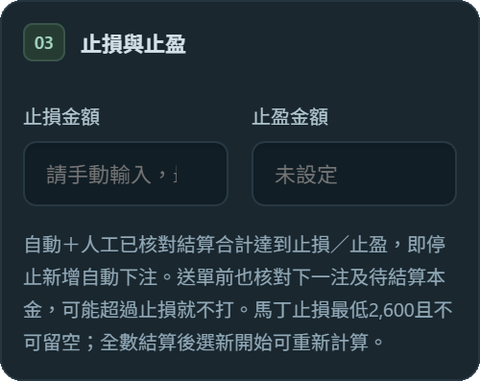 03 止損與止盈
止損金額 止盈金額
請手動輸入， 未設定
自動＋人工已核對結算合計達到止損／止盈，即停
止新增自動下注。送單前也核對下一注及待結算本
金，可能超過止損就不打。馬丁止損最低2,600且不
可留空；全數結算後選新開始可重新計算。